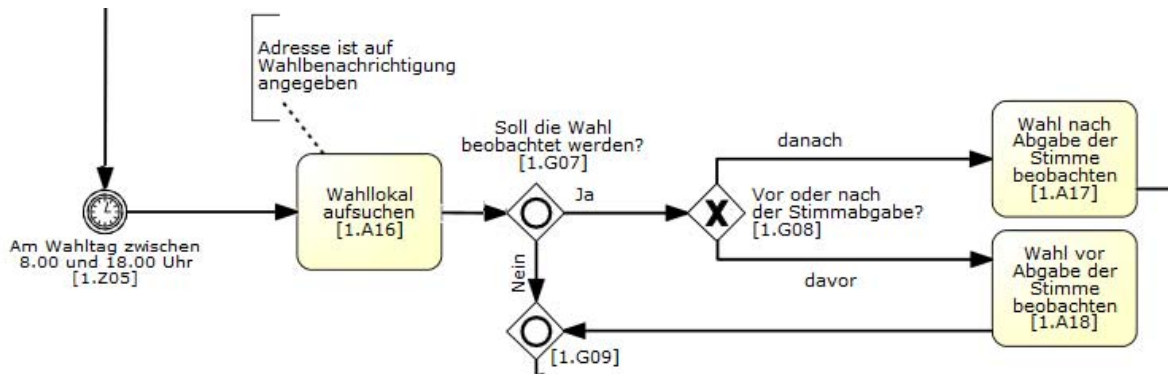 Adresse ist auf
Wahlbenachrichtigung
angegeben
Am Wahltag zwischen
8.00 und 18.00 Uhr
[1.Z05]
Wahllokal
aufsuchen
[1.A16]
Soll die Wahl
beobachtet werden?
[1.G07]
Ja
Nein
[1.G09]
Vor oder nach
der Stimmabgabe?
[1.G08]
danach
davor
Wahl nach
Abgabe der
Stimme
beobachten
[1.A17]
Wahl vor
Abgabe der
Stimme
beobachten
[1.A18]